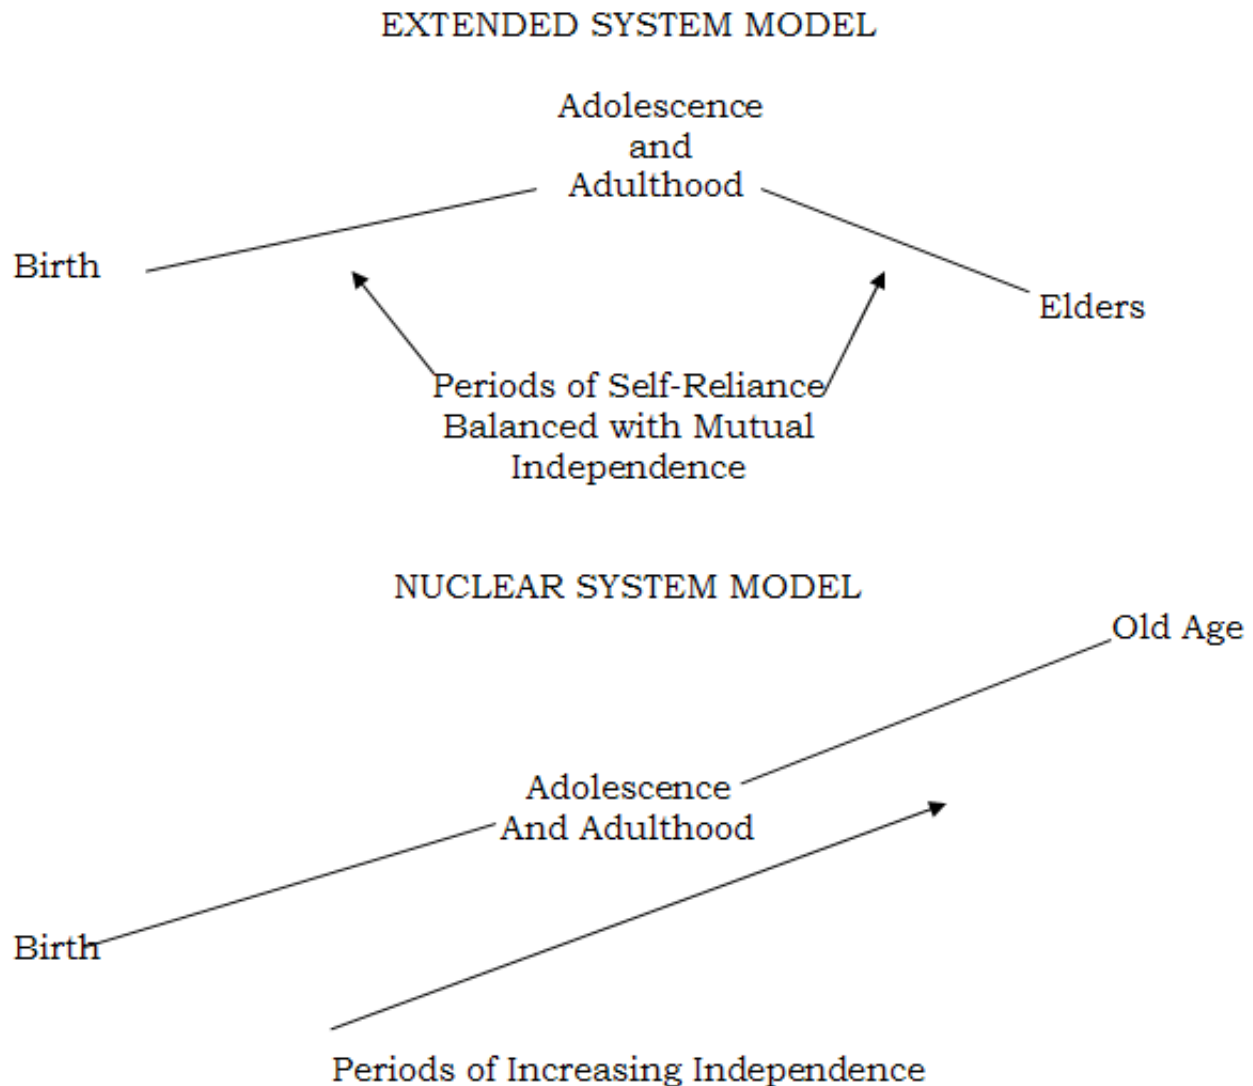 EXTENDED SYSTEM MODEL
Adolescence
and
Adulthood
Birth
Elders
Periods of Self-Reliance
Balanced with Mutual
Independence
NUCLEAR SYSTEM MODEL
Old Age
Adolescence
And Adulthood
Birth
Periods of Increasing Independence